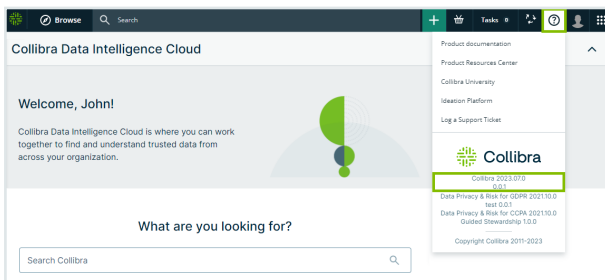 Browse
Search
Tasks 0
Collibra Data Intelligence Cloud
Product documentation
Product Resources Center
Collibra University
Ideation Platform
Log a Support Ticket
Welcome, John!
Collibra Data Intelligence Cloud is where you can work
together to find and understand trusted data from
across your organization.
Collibra
Collibra 2023.07.0
0.0.1
Data Privacy & Risk for GDPR 2021.10.0
test 0.0.1
Data Privacy & Risk for CCPA 2021.10.0
Guided Stewardship 1.0.0
Copyright Collibra 2011-2023
What are you looking for?
Search Collibra